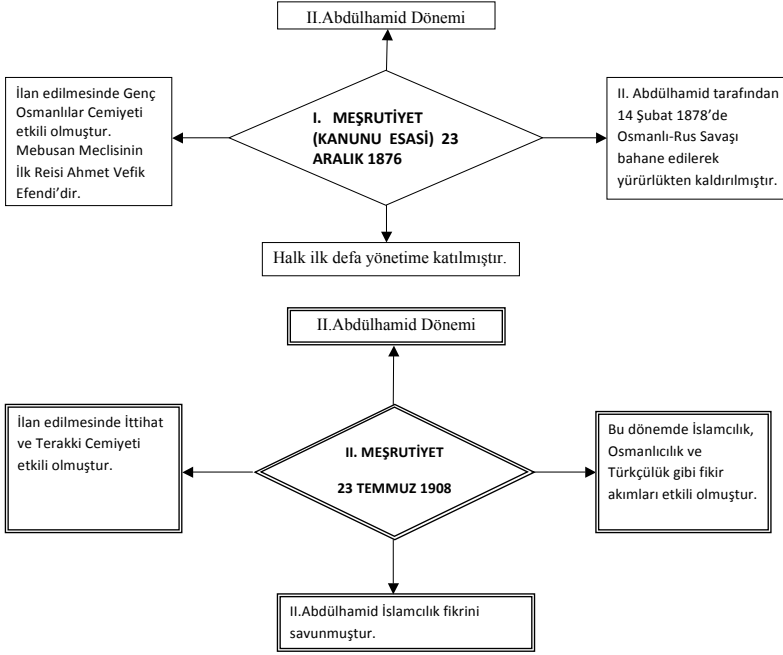 II.Abdülhamid Dönemi
İlan edilmesinde Genç
Osmanlılar Cemiyeti
etkili olmuştur.
Mebusan Meclisinin
İlk Reisi Ahmet Vefik
Efendi’dir.
I. MEŞRUTİYET
(KANUNU ESASİ) 23
ARALIK 1876
II. Abdülhamid tarafından
14 Şubat 1878’de
Osmanlı-Rus Savaşı
bahane edilerek
yürürlükten kaldırılmıştır.
Halk ilk defa yönetime katılmıştır.
II.Abdülhamid Dönemi
İlan edilmesinde İttihat
ve Terakki Cemiyeti
etkili olmuştur.
II. MEŞRUTİYET
23 TEMMUZ 1908
Bu dönemde İslamcılık,
Osmanlıcılık ve
Türkçülük gibi fikir
akımları etkili olmuştur.
II.Abdülhamid İslamcılık fikrini
savunmuştur.